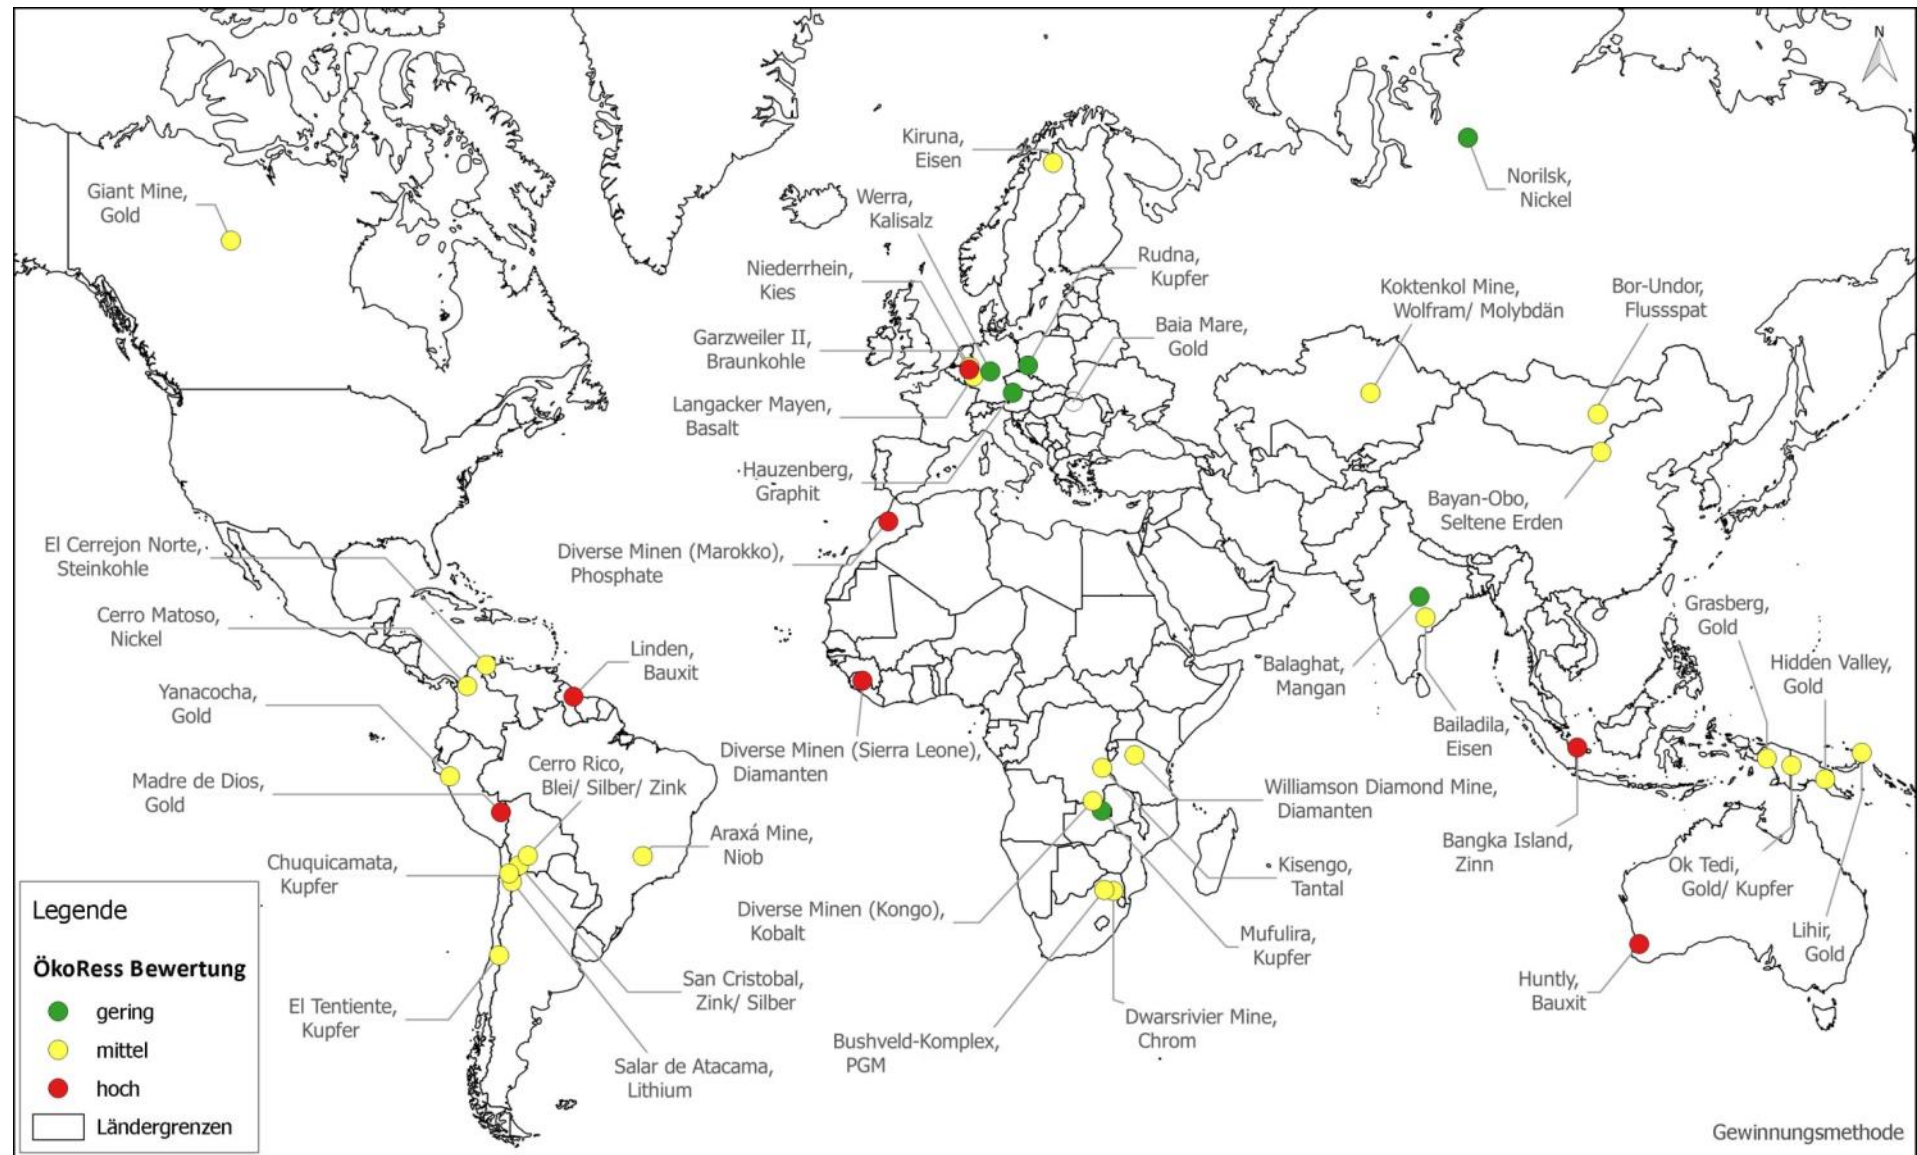 N
Kiruna,
Eisen
Norilsk,
Nickel
Giant Mine,
Gold
Werra,
Kalisalz
Rudna,
Kupfer
Niederrhein,
Kies
Koktenkol Mine,
Wolfram/ Molybdän
Bor-Undor,
Flussspat
Garzweiler II,
Braunkohle
Baia Mare,
Gold
Langacker Mayen,
Basalt
Hauzenberg,
Graphit
Bayan-Obo,
Seltene Erden
El Cerrejon Norte,
Steinkohle
Diverse Minen (Marokko),
Phosphate
Cerro Matoso,
Nickel
Grasberg,
Gold
Linden,
Bauxit
Balaghat,
Mangan
Hidden Valley,
Gold
Yanacocha,
Gold
Bailadila,
Eisen
Diverse Minen (Sierra Leone),
Diamanten
Cerro Rico,
Blei/ Silber/ Zink
Madre de Dios,
Gold
Williamson Diamond Mine,
Diamanten
Araxá Mine,
Niob
Bangka Island,
Zinn
Chuquicamata,
Kupfer
Kisengo,
Tantal
Ok Tedi,
Gold/ Kupfer
Diverse Minen (Kongo),
Kobalt
Mufulira,
Kupfer
Lihir,
Gold
San Cristobal,
Zink/ Silber
Huntly,
Bauxit
El Tentiente,
Kupfer
Dwarsrivier Mine,
Chrom
Bushveld-Komplex,
PGM
Salar de Atacama,
Lithium
Legende
ÖkoRess Bewertung
gering
mittel
hoch
Ländergrenzen
Gewinnungsmethode